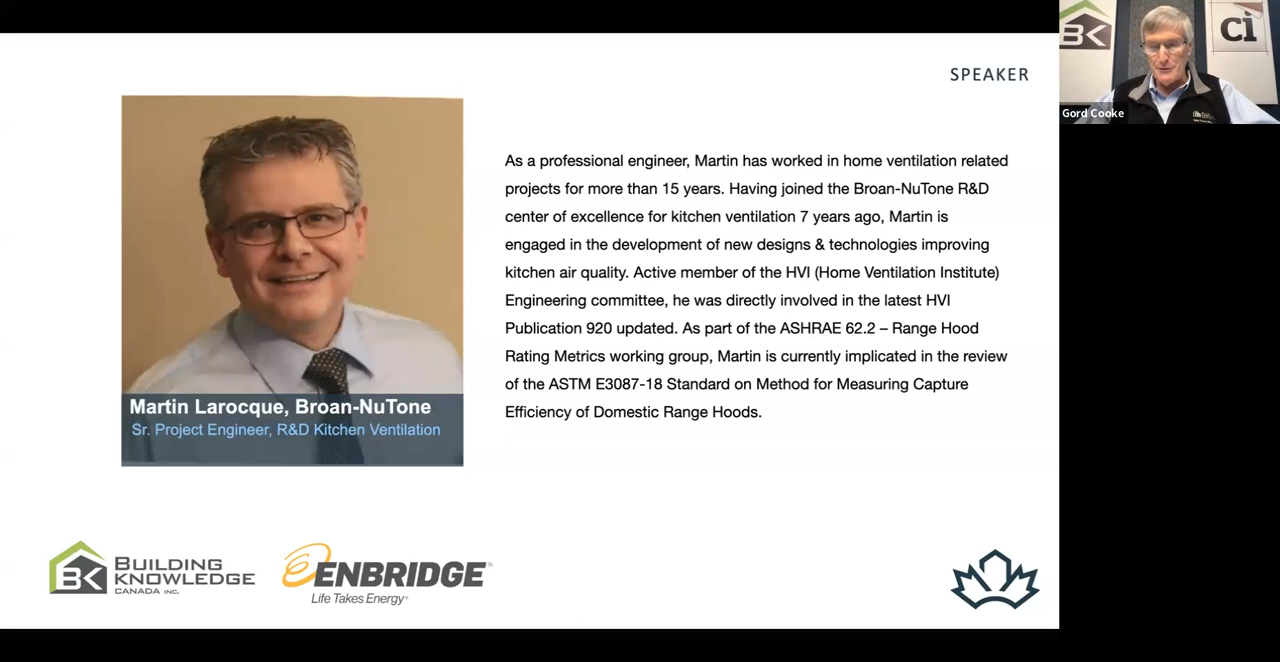 SPEAKER
As a professional engineer, Martin has worked in home ventilation related
projects for more than 15 years. Having joined the Broan-NuTone R&D
center of excellence for kitchen ventilation 7 years ago, Martin is
engaged in the development of new designs & technologies improving
kitchen air quality. Active member of the HVI (Home Ventilation Institute)
Engineering committee, he was directly involved in the latest HVI
Publication 920 updated. As part of the ASHRAE 62.2 – Range Hood
Rating Metrics working group, Martin is currently implicated in the review
of the ASTM E3087-18 Standard on Method for Measuring Capture
Efficiency of Domestic Range Hoods.
Martin Larocque, Broan-NuTone
Sr. Project Engineer, R&D Kitchen Ventilation
BK
BUILDING
KNOWLEDGE
CANADA INC.
ENBRIDGE®
Life Takes Energy®
BK
ci
Gord Cooke